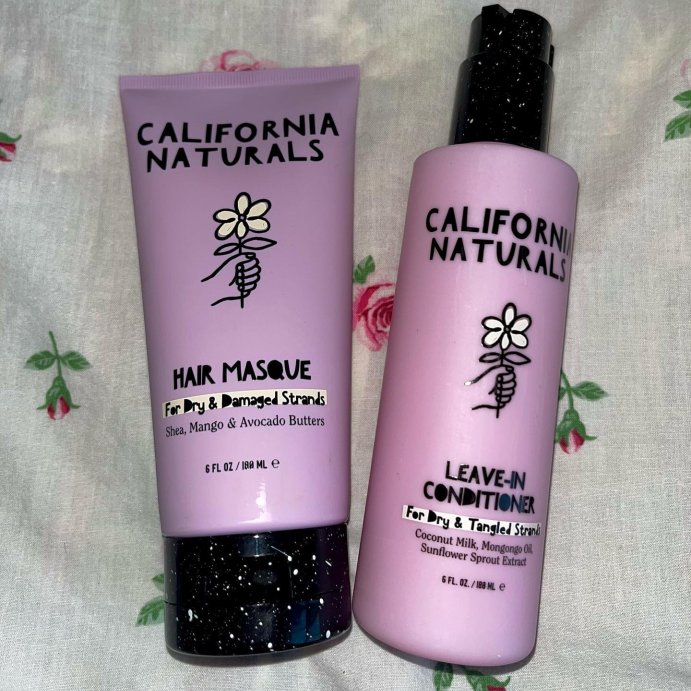 CALIFORNIA
NATURALS
HAIR MASQUE
For Dry & Damaged Strands
Shea, Mango & Avocado Butters
6 FL OZ / 180 ML ℮
CALIFORNIA
NATURALS
LEAVE-IN
CONDITIONER
For Dry & Tangled Strands
Coconut Milk, Mongongo Oil,
Sunflower Sprout Extract
6 FL. OZ. / 180 ML ℮